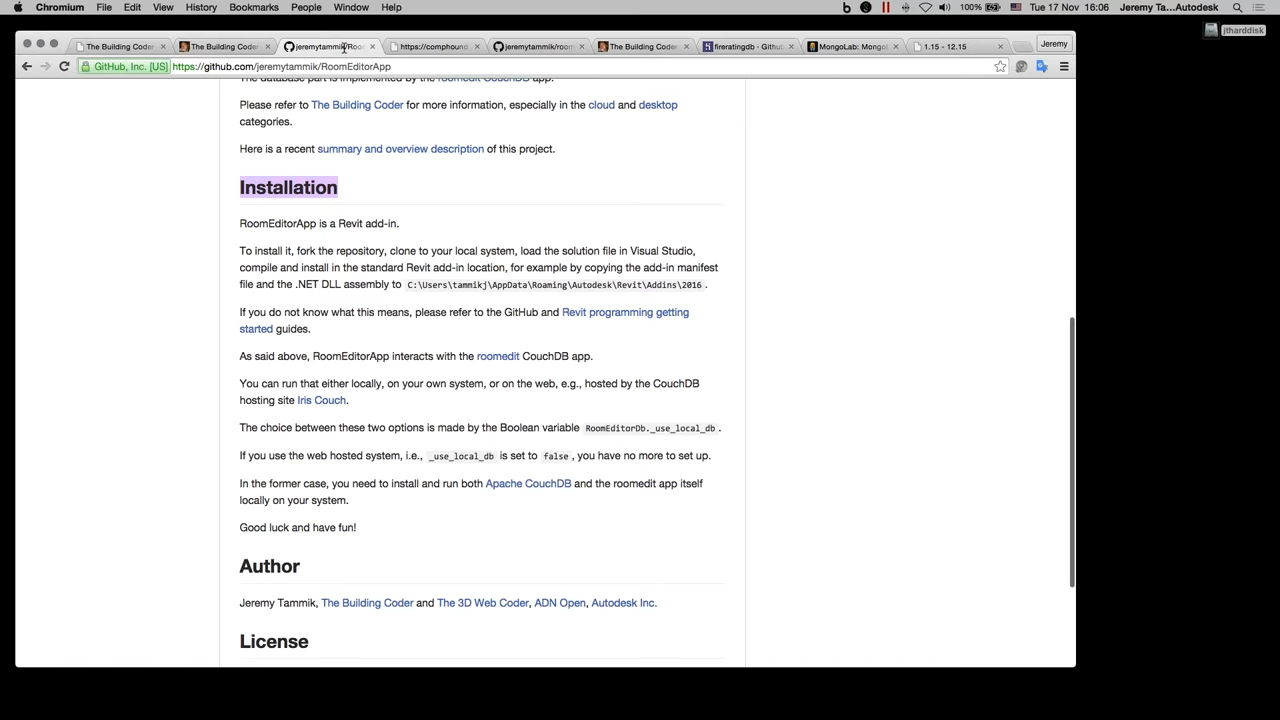 Chromium File Edit View History Bookmarks People Window Help 100% Tue 17 Nov 16:06 Jeremy Ta...Autodesk
jtharddisk
The Building Coder The Building Coder jeremytammik/Roo https://comphound jeremytammik/room The Building Coder firerat­ingdb - Github MongoLab: Mongol 1.15 - 12.15 Jeremy
GitHub, Inc. [US] https://github.com/jeremytammik/RoomEditorApp
The database part is implemented by the roomedit CouchDB app.
Please refer to The Building Coder for more information, especially in the cloud and desktop
categories.
Here is a recent summary and overview description of this project.
Installation
RoomEditorApp is a Revit add-in.
To install it, fork the repository, clone to your local system, load the solution file in Visual Studio,
compile and install in the standard Revit add-in location, for example by copying the add-in manifest
file and the .NET DLL assembly to C:\Users\tammikj\AppData\Roaming\Autodesk\Revit\Addins\2016.
If you do not know what this means, please refer to the GitHub and Revit programming getting
started guides.
As said above, RoomEditorApp interacts with the roomedit CouchDB app.
You can run that either locally, on your own system, or on the web, e.g., hosted by the CouchDB
hosting site Iris Couch.
The choice between these two options is made by the Boolean variable RoomEditorDb._use_local_db.
If you use the web hosted system, i.e., _use_local_db is set to false, you have no more to set up.
In the former case, you need to install and run both Apache CouchDB and the roomedit app itself
locally on your system.
Good luck and have fun!
Author
Jeremy Tammik, The Building Coder and The 3D Web Coder, ADN Open, Autodesk Inc.
License